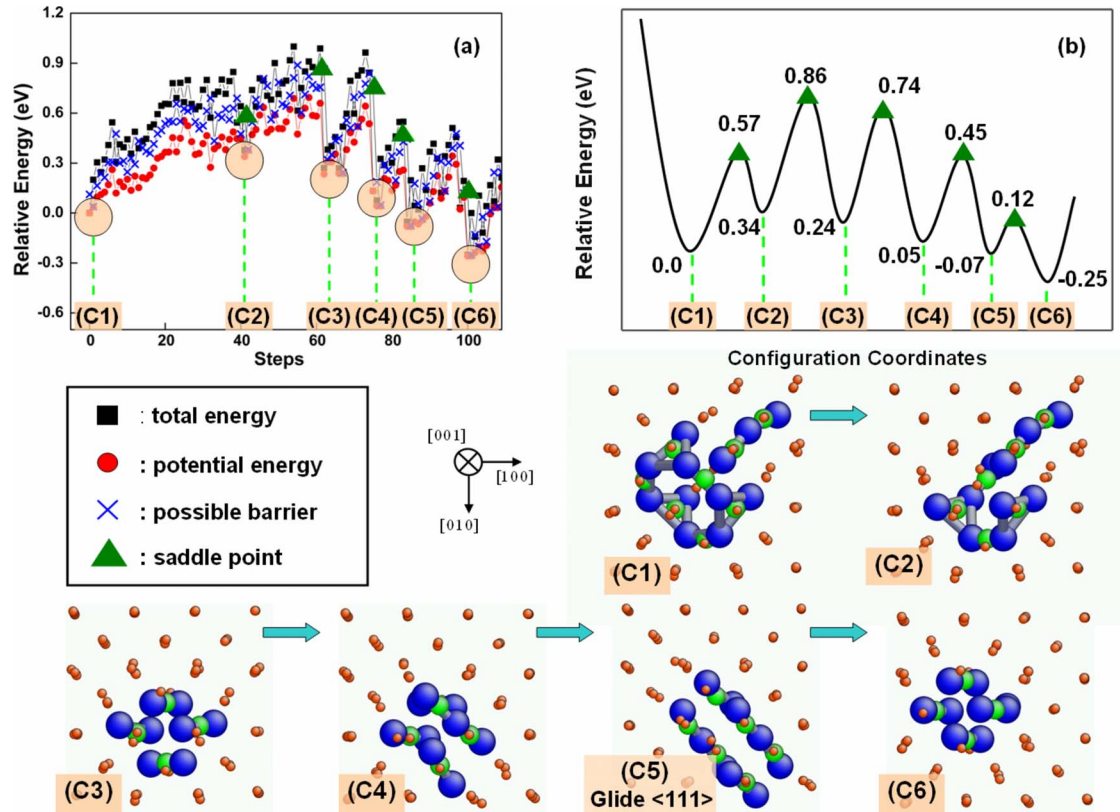 (a)
Relative Energy (eV)
1.2
0.9
0.6
0.3
0.0
-0.3
-0.6
(C1)
(C2)
(C3)
(C4)
(C5)
(C6)
0
20
40
60
80
100
Steps
(b)
Relative Energy (eV)
0.86
0.74
0.57
0.45
0.12
0.34
0.24
0.0
0.05
-0.07
-0.25
(C1)
(C2)
(C3)
(C4)
(C5)
(C6)
Configuration Coordinates
: total energy
: potential energy
: possible barrier
: saddle point
[001]
[100]
[010]
(C1)
(C2)
(C3)
(C4)
(C5)
Glide <111>
(C6)